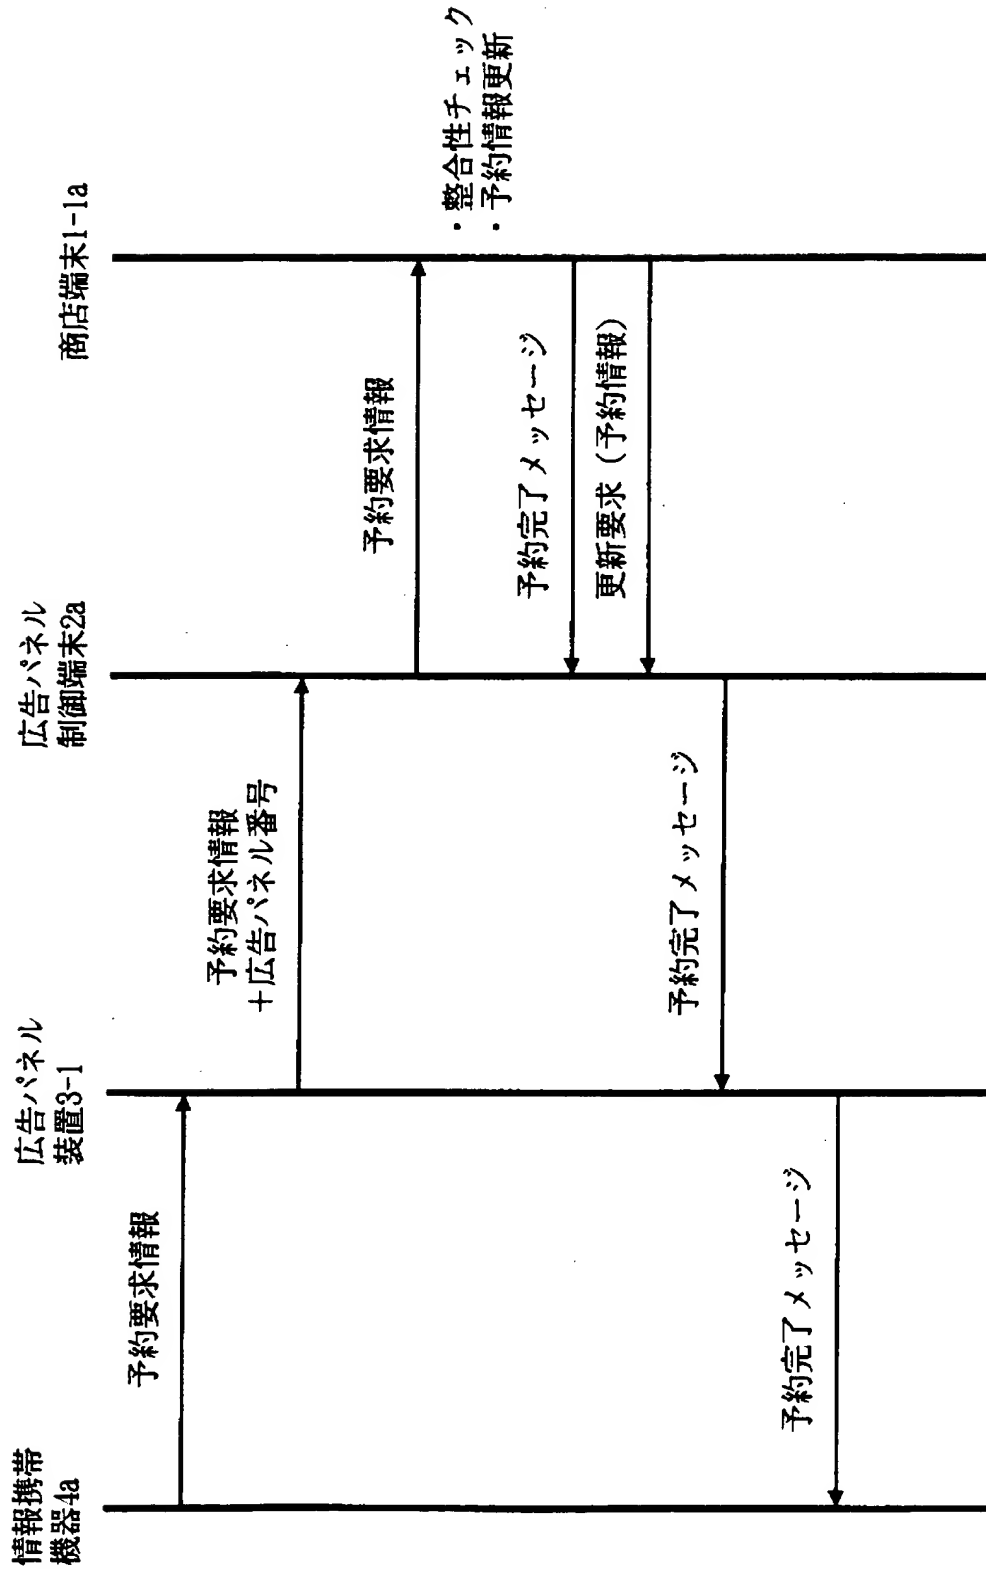 情報携帯
機器4a
広告パネル
装置3-1
広告パネル
制御端末2a
商店端末1-1a
予約要求情報
予約要求情報
+広告パネル番号
予約要求情報
・整合性チェック
・予約情報更新
予約完了メッセージ
更新要求（予約情報）
予約完了メッセージ
予約完了メッセージ